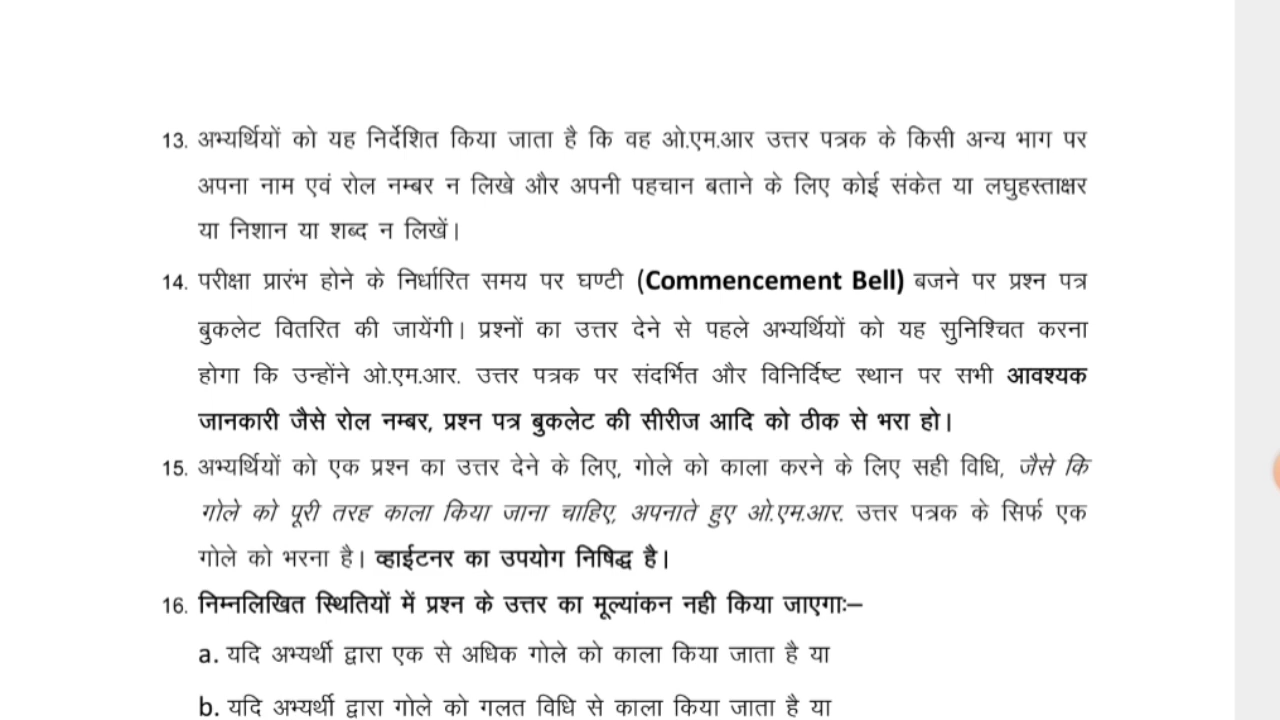 13. अभ्यर्थियों को यह निर्देशित किया जाता है कि वह ओ.एम.आर उत्तर पत्रक के किसी अन्य भाग पर
अपना नाम एवं रोल नम्बर न लिखे और अपनी पहचान बताने के लिए कोई संकेत या लघुहस्ताक्षर
या निशान या शब्द न लिखें।
14. परीक्षा प्रारंभ होने के निर्धारित समय पर घण्टी (Commencement Bell) बजने पर प्रश्न पत्र
बुकलेट वितरित की जायेंगी। प्रश्नों का उत्तर देने से पहले अभ्यर्थियों को यह सुनिश्चित करना
होगा कि उन्होंने ओ.एम.आर. उत्तर पत्रक पर संदर्भित और विनिर्दिष्ट स्थान पर सभी आवश्यक
जानकारी जैसे रोल नम्बर, प्रश्न पत्र बुकलेट की सीरीज आदि को ठीक से भरा हो।
15. अभ्यर्थियों को एक प्रश्न का उत्तर देने के लिए, गोले को काला करने के लिए सही विधि, जैसे कि
गोले को पूरी तरह काला किया जाना चाहिए, अपनाते हुए ओ.एम.आर. उत्तर पत्रक के सिर्फ एक
गोले को भरना है। व्हाईटनर का उपयोग निषिद्ध है।
16. निम्नलिखित स्थितियों में प्रश्न के उत्तर का मूल्यांकन नही किया जाएगाः–
a. यदि अभ्यर्थी द्वारा एक से अधिक गोले को काला किया जाता है या
b. यदि अभ्यर्थी द्वारा गोले को गलत विधि से काला किया जाता है या